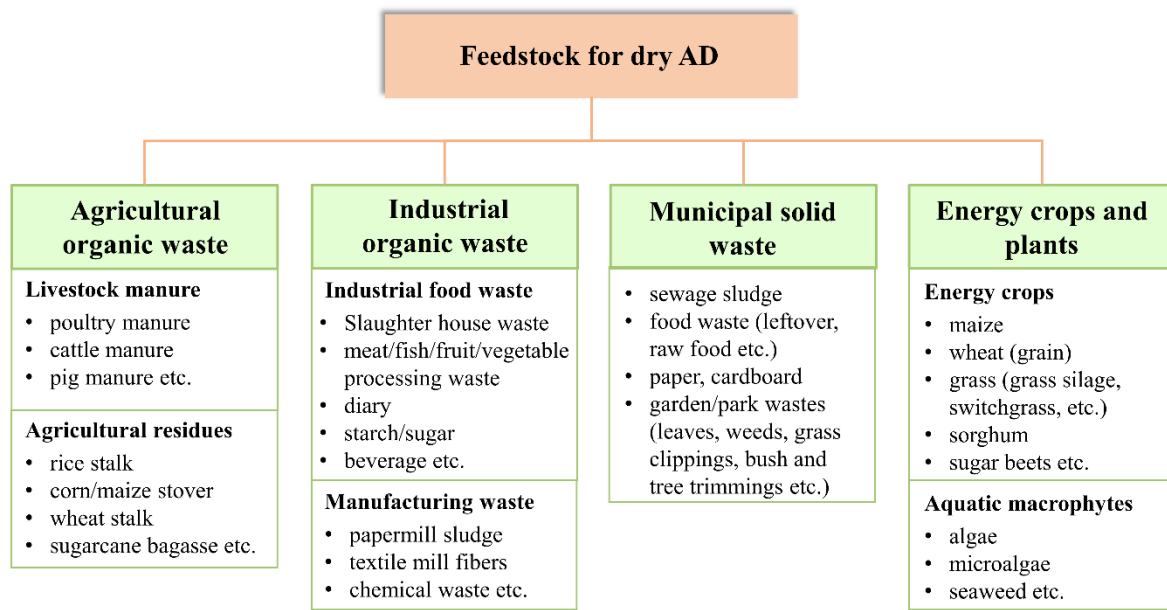 Feedstock for dry AD
Agricultural
organic waste
Livestock manure
• poultry manure
• cattle manure
• pig manure etc.
Agricultural residues
• rice stalk
• corn/maize stover
• wheat stalk
• sugarcane bagasse etc.
Industrial
organic waste
Industrial food waste
• Slaughter house waste
• meat/fish/fruit/vegetable
processing waste
• diary
• starch/sugar
• beverage etc.
Manufacturing waste
• papermill sludge
• textile mill fibers
• chemical waste etc.
Municipal solid
waste
• sewage sludge
• food waste (leftover,
raw food etc.)
• paper, cardboard
• garden/park wastes
(leaves, weeds, grass
clippings, bush and
tree trimmings etc.)
Energy crops and
plants
Energy crops
• maize
• wheat (grain)
• grass (grass silage,
switchgrass, etc.)
• sorghum
• sugar beets etc.
Aquatic macrophytes
• algae
• microalgae
• seaweed etc.